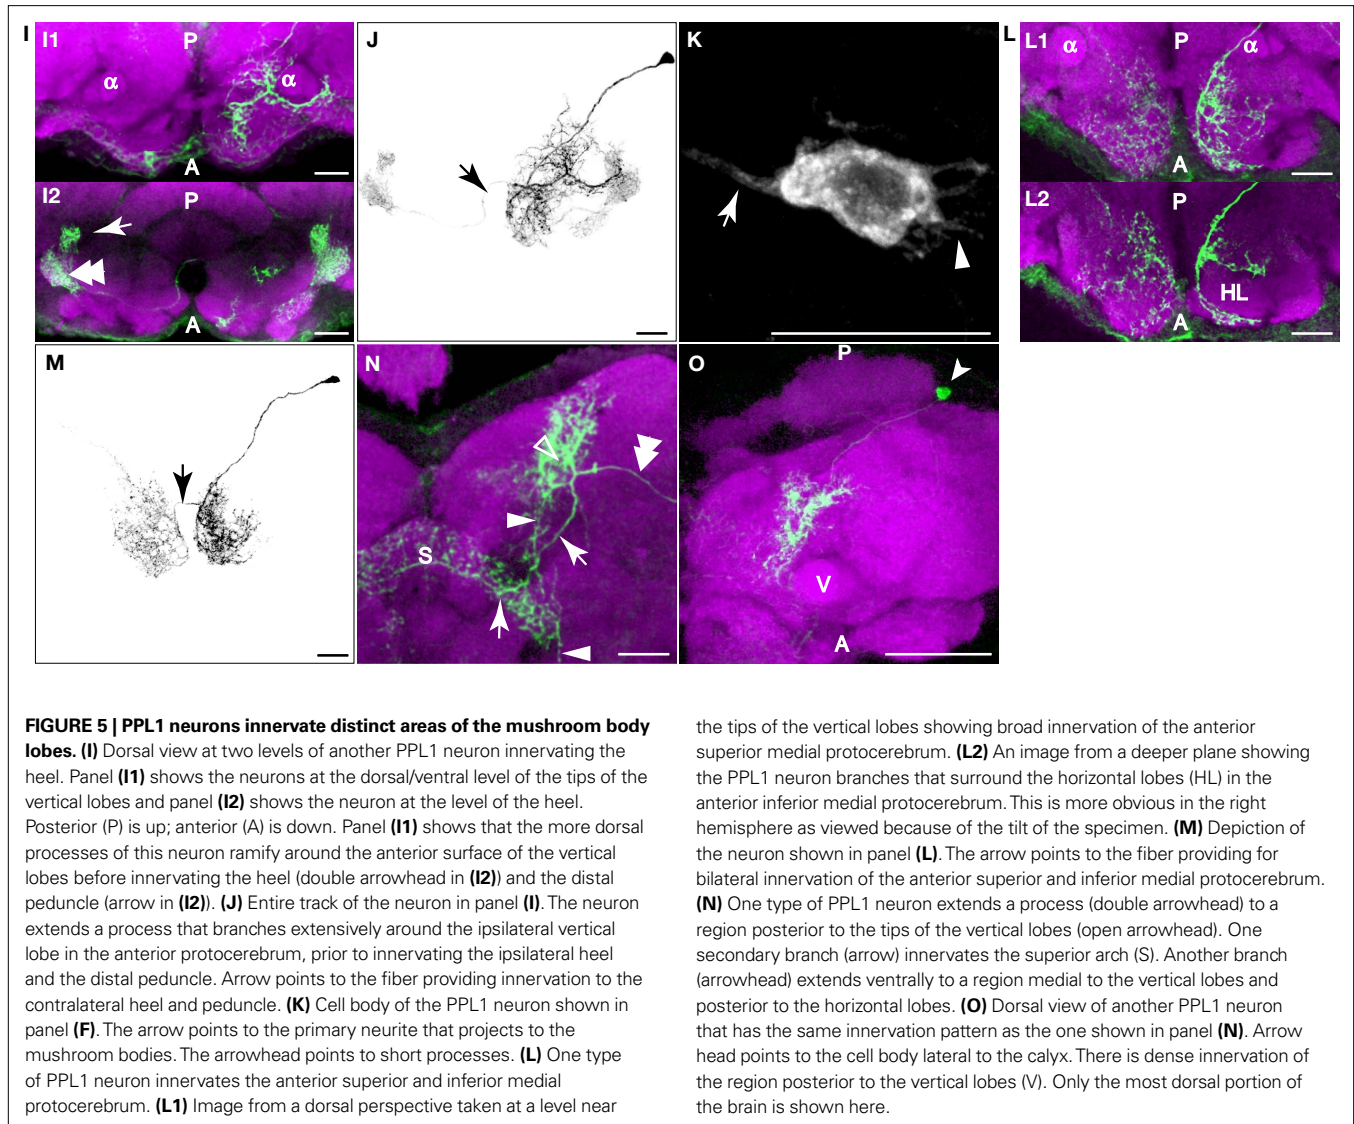 I
I1
P
α
α
A
I2
P
A
J
K
L
L1
α
P
α
A
L2
P
HL
A
M
N
S
O
P
V
A
FIGURE 5 | PPL1 neurons innervate distinct areas of the mushroom body
lobes. (I) Dorsal view at two levels of another PPL1 neuron innervating the
heel. Panel (I1) shows the neurons at the dorsal/ventral level of the tips of the
vertical lobes and panel (I2) shows the neuron at the level of the heel.
Posterior (P) is up; anterior (A) is down. Panel (I1) shows that the more dorsal
processes of this neuron ramify around the anterior surface of the vertical
lobes before innervating the heel (double arrowhead in (I2)) and the distal
peduncle (arrow in (I2)). (J) Entire track of the neuron in panel (I). The neuron
extends a process that branches extensively around the ipsilateral vertical
lobe in the anterior protocerebrum, prior to innervating the ipsilateral heel
and the distal peduncle. Arrow points to the fiber providing innervation to the
contralateral heel and peduncle. (K) Cell body of the PPL1 neuron shown in
panel (F). The arrow points to the primary neurite that projects to the
mushroom bodies. The arrowhead points to short processes. (L) One type
of PPL1 neuron innervates the anterior superior and inferior medial
protocerebrum. (L1) Image from a dorsal perspective taken at a level near
the tips of the vertical lobes showing broad innervation of the anterior
superior medial protocerebrum. (L2) An image from a deeper plane showing
the PPL1 neuron branches that surround the horizontal lobes (HL) in the
anterior inferior medial protocerebrum. This is more obvious in the right
hemisphere as viewed because of the tilt of the specimen. (M) Depiction of
the neuron shown in panel (L). The arrow points to the fiber providing for
bilateral innervation of the anterior superior and inferior medial protocerebrum.
(N) One type of PPL1 neuron extends a process (double arrowhead) to a
region posterior to the tips of the vertical lobes (open arrowhead). One
secondary branch (arrow) innervates the superior arch (S). Another branch
(arrowhead) extends ventrally to a region medial to the vertical lobes and
posterior to the horizontal lobes. (O) Dorsal view of another PPL1 neuron
that has the same innervation pattern as the one shown in panel (N). Arrow
head points to the cell body lateral to the calyx. There is dense innervation of
the region posterior to the vertical lobes (V). Only the most dorsal portion of
the brain is shown here.